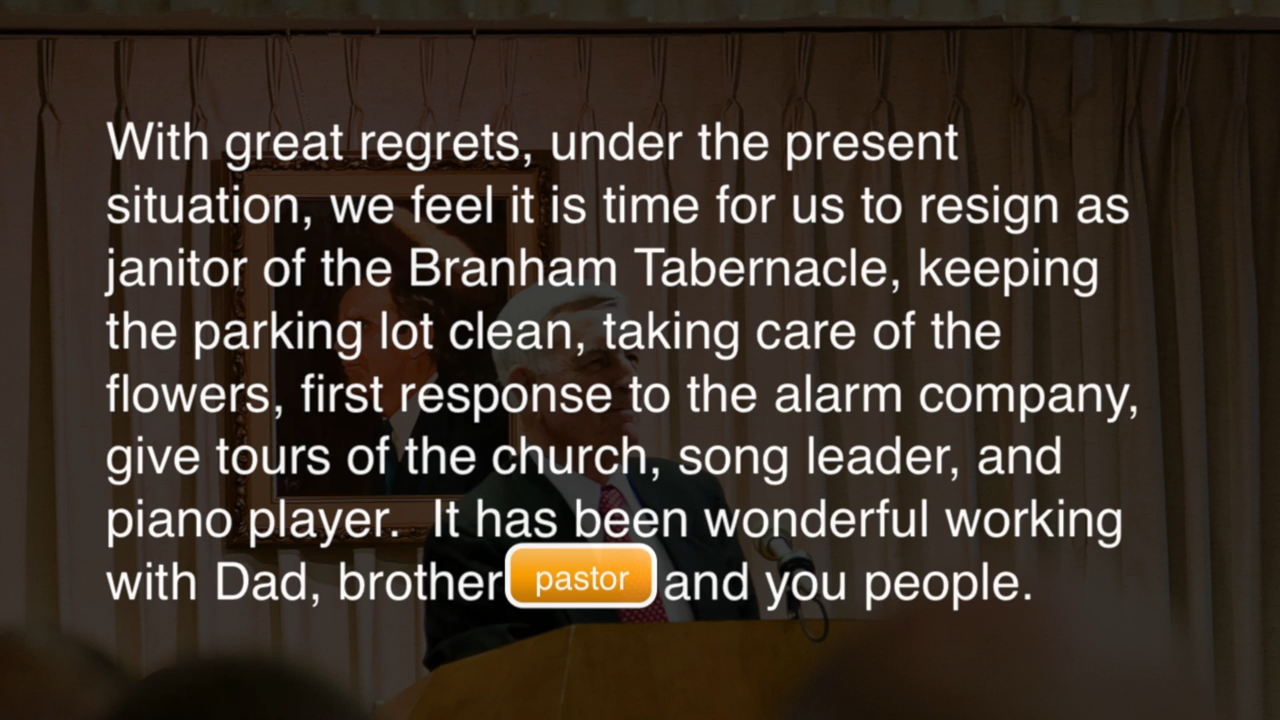 With great regrets, under the present
situation, we feel it is time for us to resign as
janitor of the Branham Tabernacle, keeping
the parking lot clean, taking care of the
flowers, first response to the alarm company,
give tours of the church, song leader, and
piano player. It has been wonderful working
with Dad, brother pastor and you people.